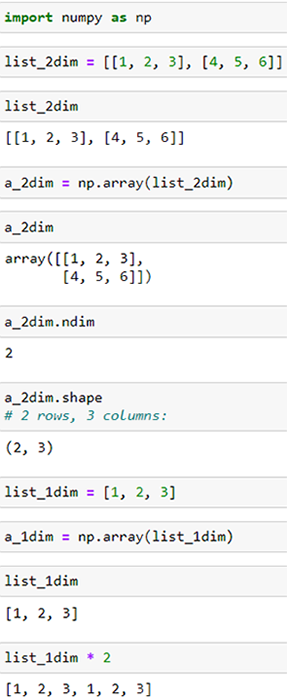 import numpy as np
list_2dim = [[1, 2, 3], [4, 5, 6]]
list_2dim
[[1, 2, 3], [4, 5, 6]]
a_2dim = np.array(list_2dim)
a_2dim
array([[1, 2, 3],
       [4, 5, 6]])
a_2dim.ndim
2
a_2dim.shape
# 2 rows, 3 columns:
(2, 3)
list_1dim = [1, 2, 3]
a_1dim = np.array(list_1dim)
list_1dim
[1, 2, 3]
list_1dim * 2
[1, 2, 3, 1, 2, 3]